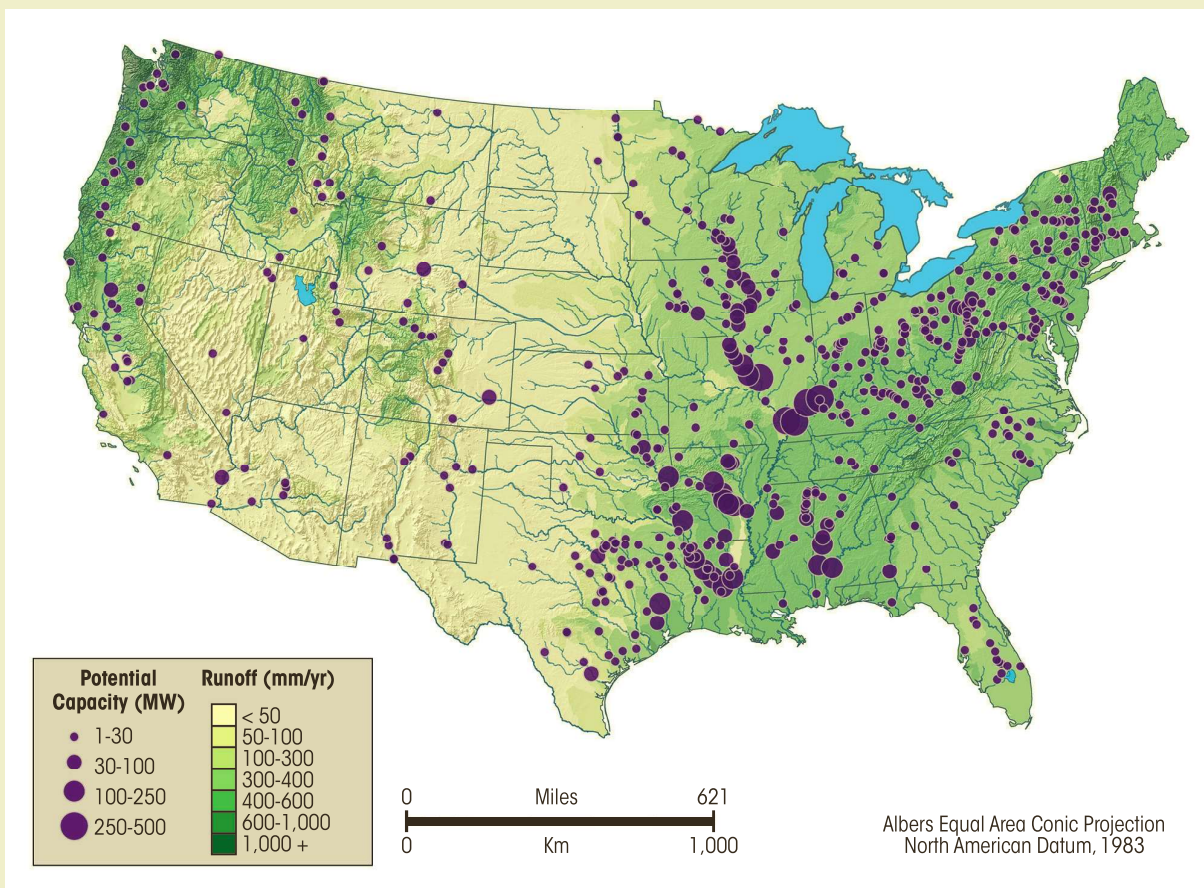 Potential
Capacity (MW)
1-30
30-100
100-250
250-500
Runoff (mm/yr)
< 50
50-100
100-300
300-400
400-600
600-1,000
1,000 +
0 Miles 621
0 Km 1,000
Albers Equal Area Conic Projection
North American Datum, 1983